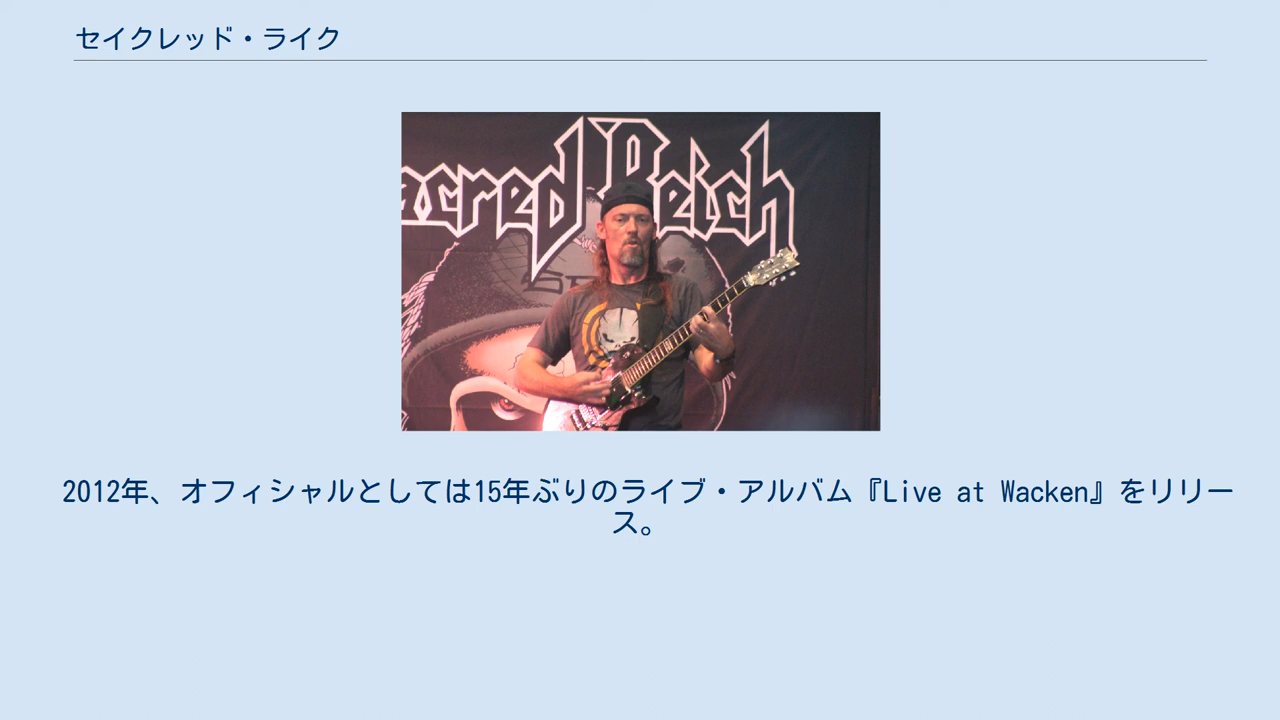 セイクレッド・ライク
acred Reich
2012年、オフィシャルとしては15年ぶりのライブ・アルバム『Live at Wacken』をリリー
ス。